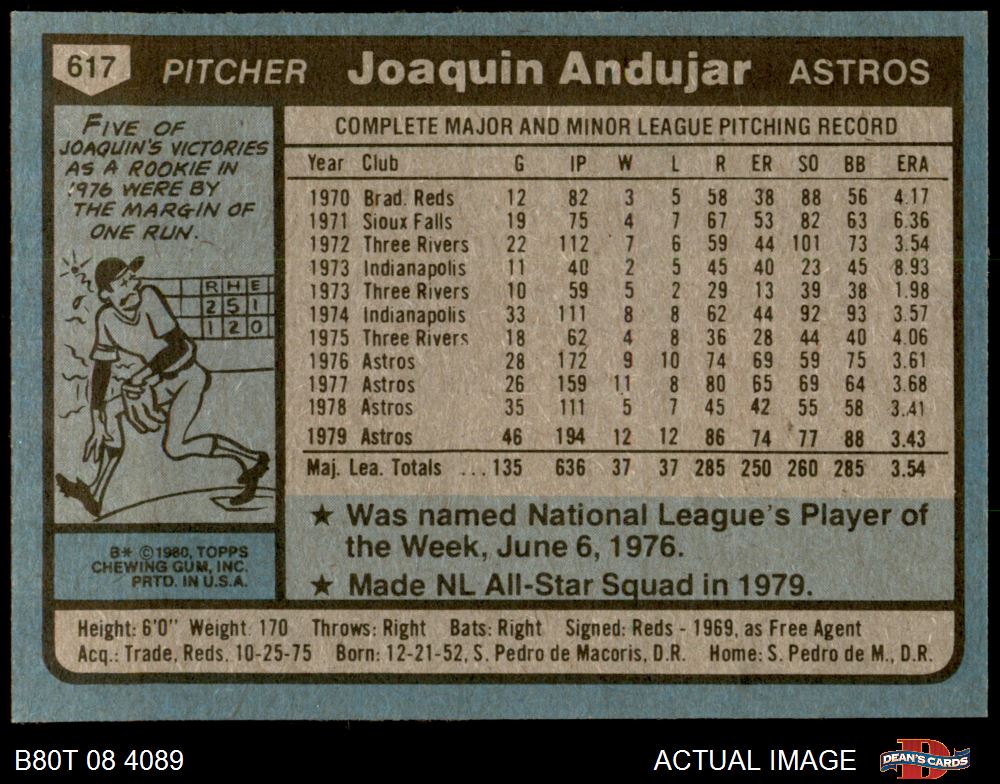 617 PITCHER Joaquin Andujar ASTROS
FIVE OF
JOAQUIN'S VICTORIES
AS A ROOKIE IN
1976 WERE BY
THE MARGIN OF
ONE RUN.
R H E
2 5 1
1 2 0
B* ©1980, TOPPS
CHEWING GUM, INC.
PRTD. IN U.S.A.
COMPLETE MAJOR AND MINOR LEAGUE PITCHING RECORD
Year Club G IP W L R ER SO BB ERA
1970 Brad. Reds 12 82 3 5 58 38 88 56 4.17
1971 Sioux Falls 19 75 4 7 67 53 82 63 6.36
1972 Three Rivers 22 112 7 6 59 44 101 73 3.54
1973 Indianapolis 11 40 2 5 45 40 23 45 8.93
1973 Three Rivers 10 59 5 2 29 13 39 38 1.98
1974 Indianapolis 33 111 8 8 62 44 92 93 3.57
1975 Three Rivers 18 62 4 8 36 28 44 40 4.06
1976 Astros 28 172 9 10 74 69 59 75 3.61
1977 Astros 26 159 11 8 80 65 69 64 3.68
1978 Astros 35 111 5 7 45 42 55 58 3.41
1979 Astros 46 194 12 12 86 74 77 88 3.43
Maj. Lea. Totals ...135 636 37 37 285 250 260 285 3.54
★ Was named National League's Player of
the Week, June 6, 1976.
★ Made NL All-Star Squad in 1979.
Height: 6'0" Weight: 170 Throws: Right Bats: Right Signed: Reds - 1969, as Free Agent
Acq.: Trade, Reds, 10-25-75 Born: 12-21-52, S. Pedro de Macoris, D.R. Home: S. Pedro de M., D.R.
B80T 08 4089 ACTUAL IMAGE D DEAN'S CARDS